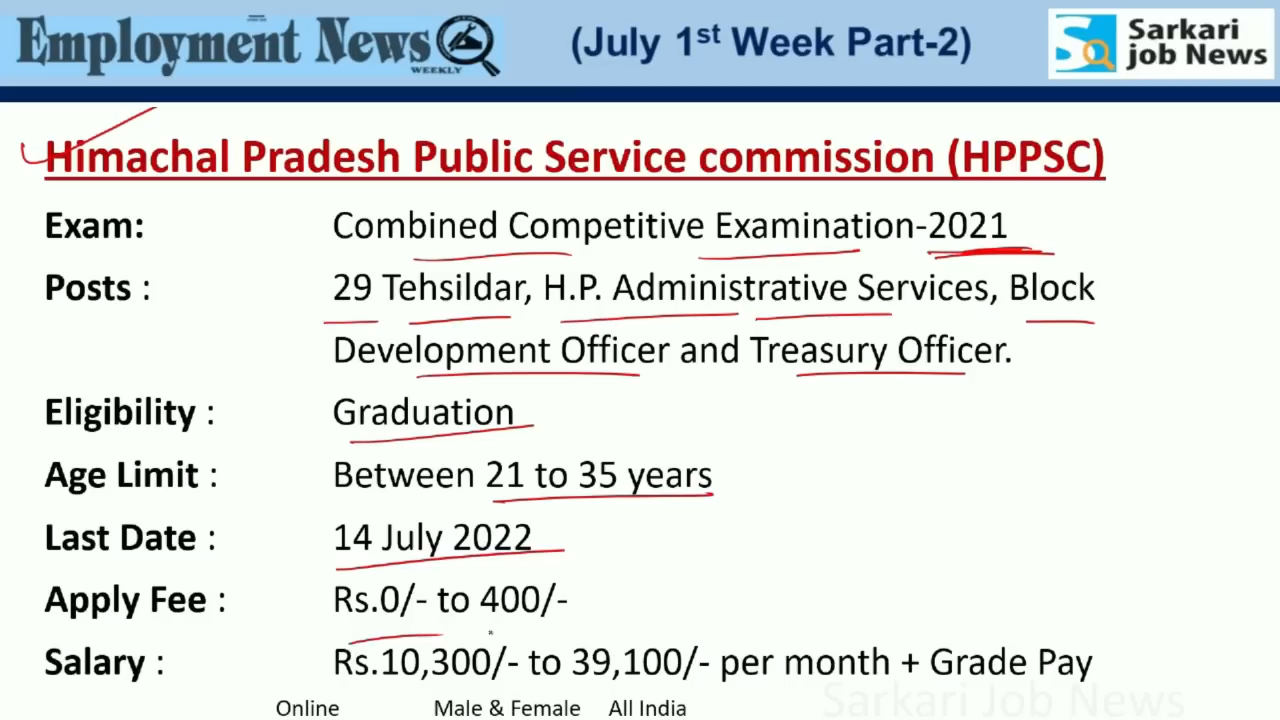 Employment News
WEEKLY
(July 1st Week Part-2)
Sarkari
Job News
Himachal Pradesh Public Service commission (HPPSC)
Exam: Combined Competitive Examination-2021
Posts : 29 Tehsildar, H.P. Administrative Services, Block
Development Officer and Treasury Officer.
Eligibility : Graduation
Age Limit : Between 21 to 35 years
Last Date : 14 July 2022
Apply Fee : Rs.0/- to 400/-
Salary : Rs.10,300/- to 39,100/- per month + Grade Pay
Sarkari Job News
Online Male & Female All India